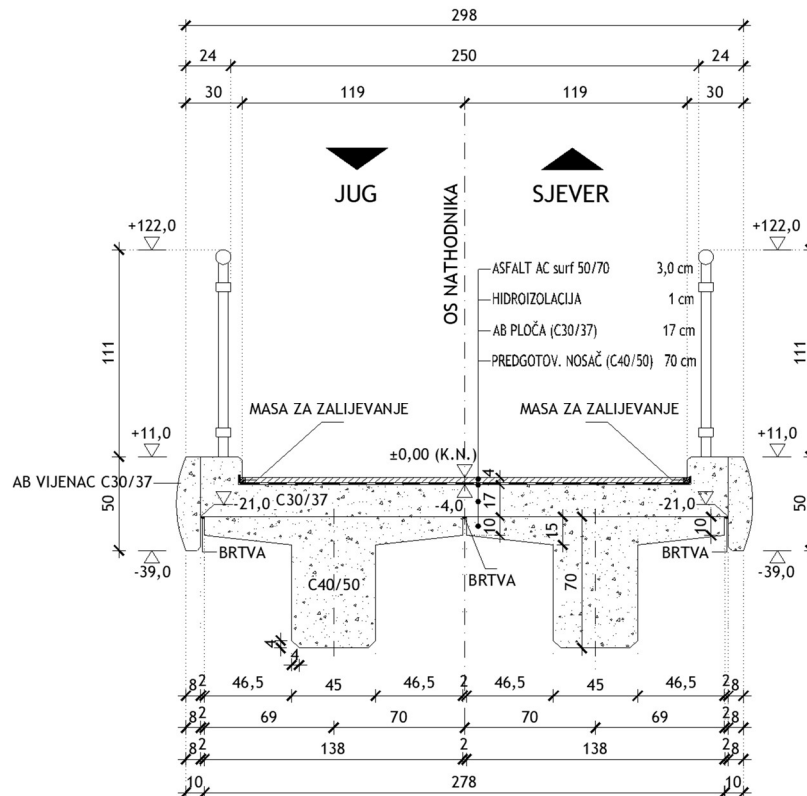 298
24 250 24
30 119 119 30
JUG SJEVER
OS NATHODNIKA
+122,0 +122,0
ASFALT AC surf 50/70 3,0 cm
HIDROIZOLACIJA 1 cm
AB PLOČA (C30/37) 17 cm
PREDGOTOV. NOSAČ (C40/50) 70 cm
111 111
MASA ZA ZALIJEVANJE MASA ZA ZALIJEVANJE
+11,0 ±0,00 (K.N.) +11,0
AB VIJENAC C30/37
4
50 -21,0 C30/37 -4,0 17 -21,0 50
10 15 10
BRTVA BRTVA
-39,0 -39,0
C40/50 BRTVA 70
4
4
8 2 46,5 45 46,5 2 46,5 45 46,5 2 8
8 2 69 70 70 69 2 8
8 2 138 2 138 2 8
10 278 10